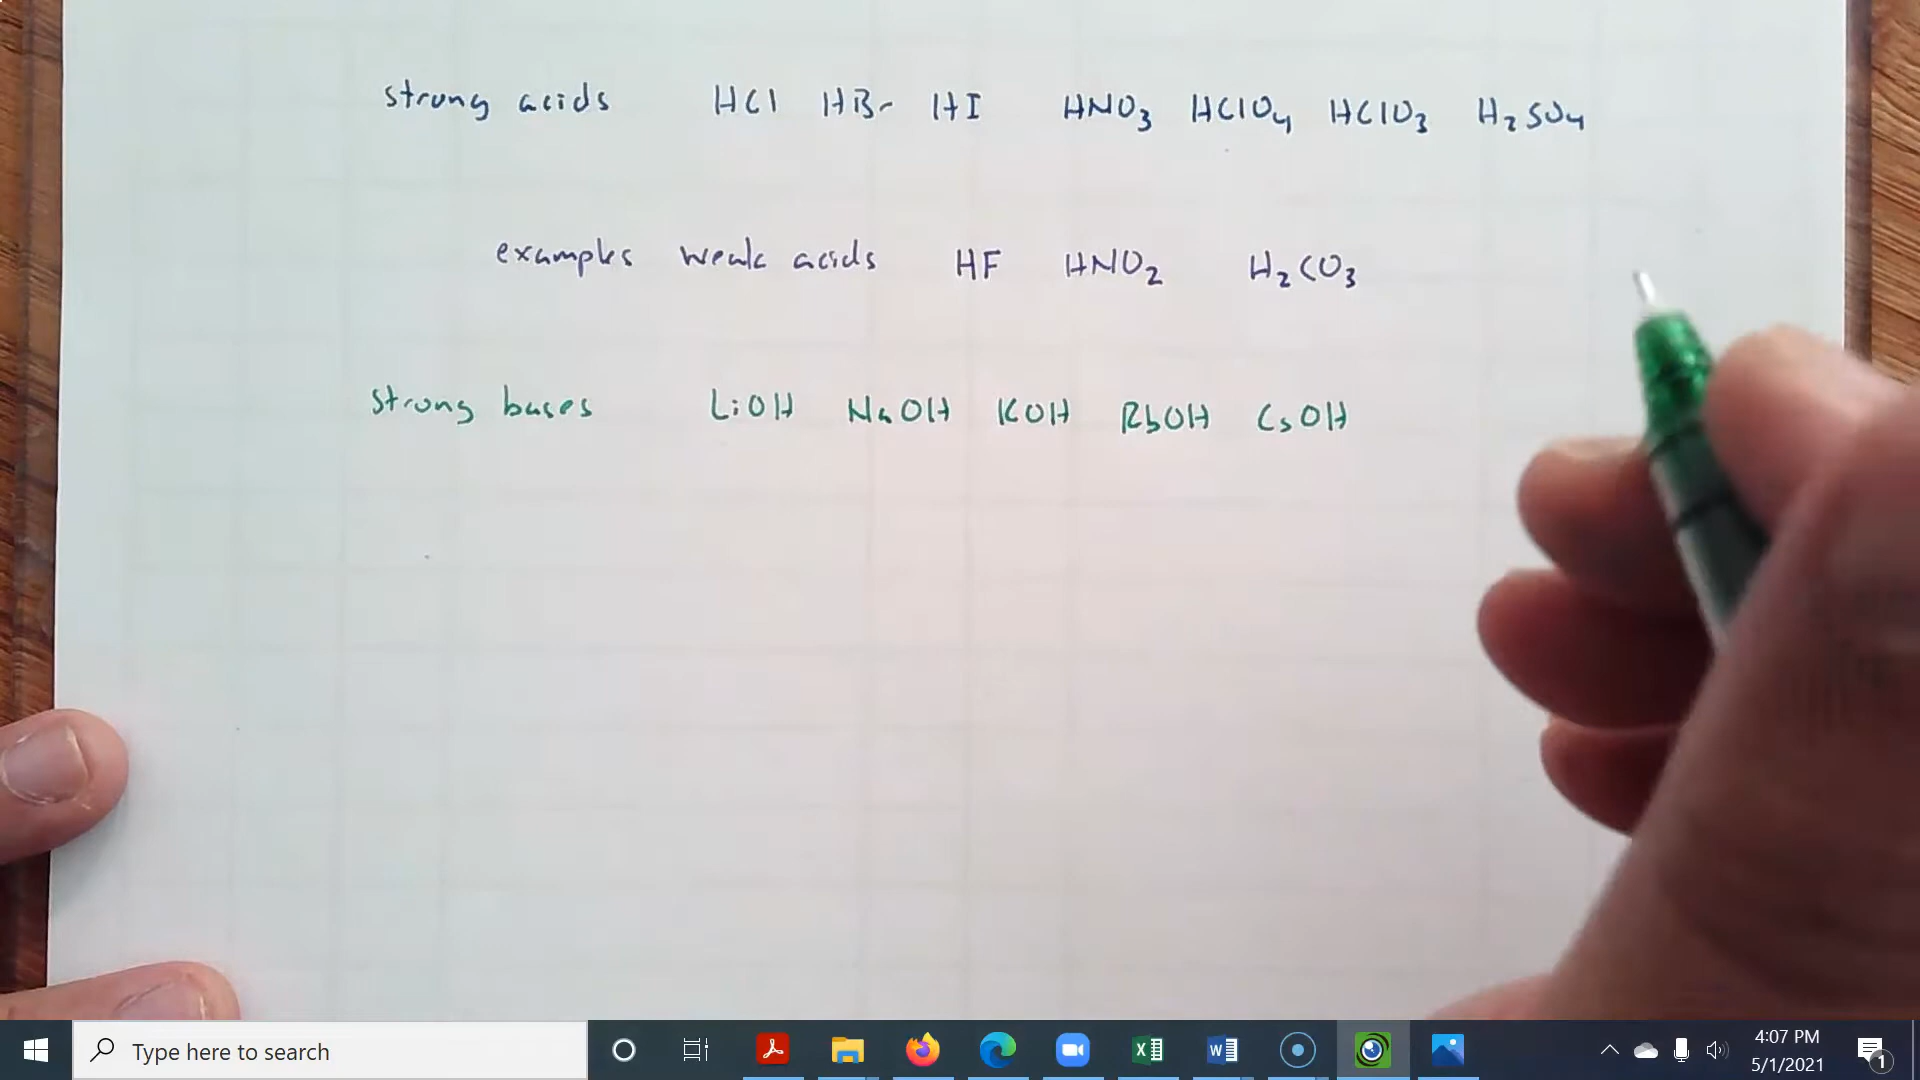 strong acids HCl HBr HI HNO₃ HClO₄ HClO₃ H₂SO₄
examples weak acids HF HNO₂ H₂CO₃
strong bases LiOH NaOH KOH RbOH CsOH
Type here to search
4:07 PM
5/1/2021
1